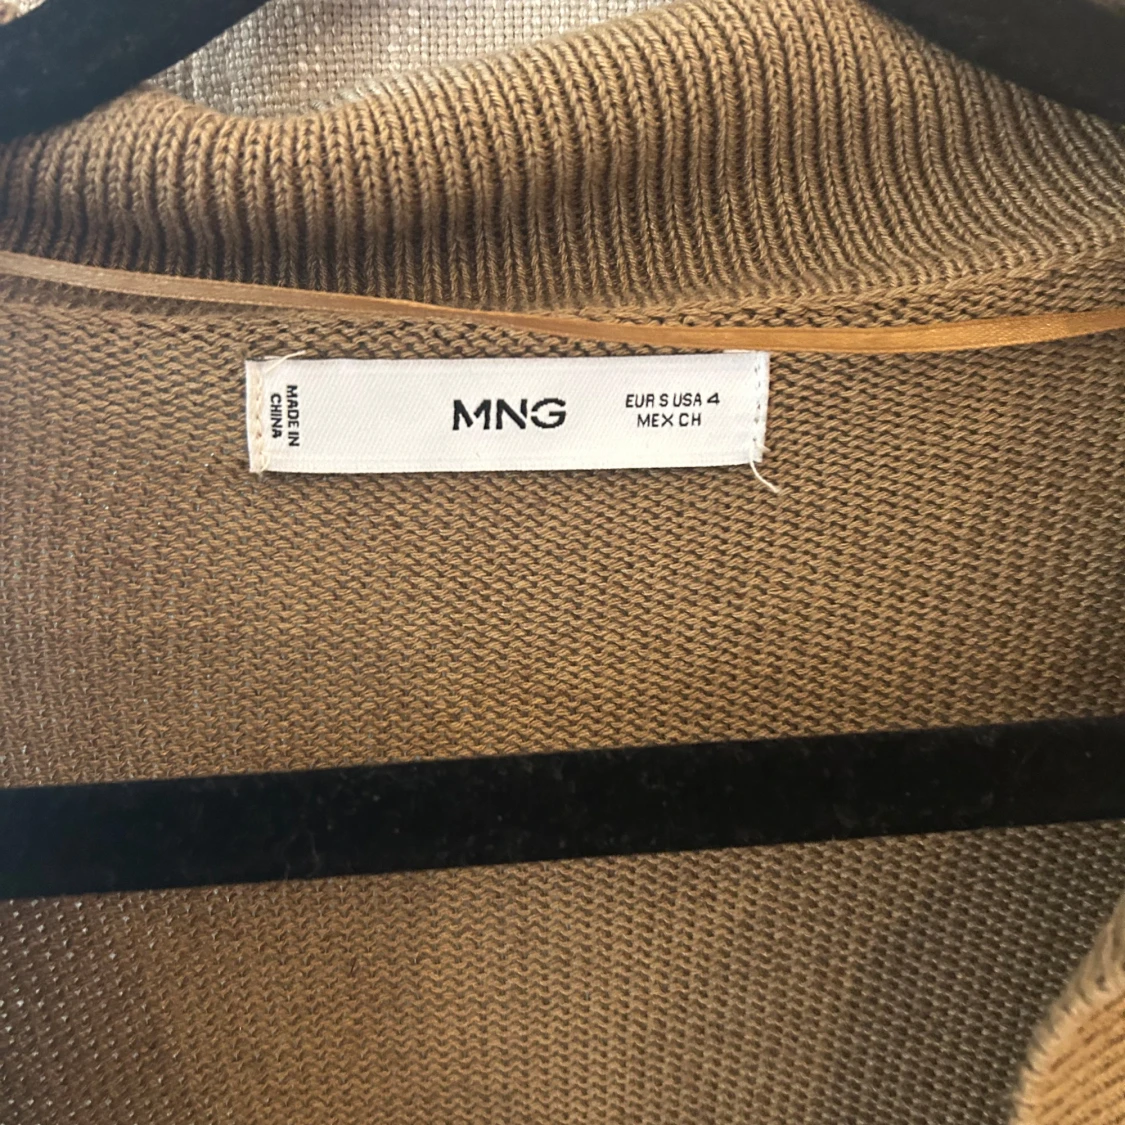 MADE IN
CHINA
MNG
EUR S USA 4
MEX CH